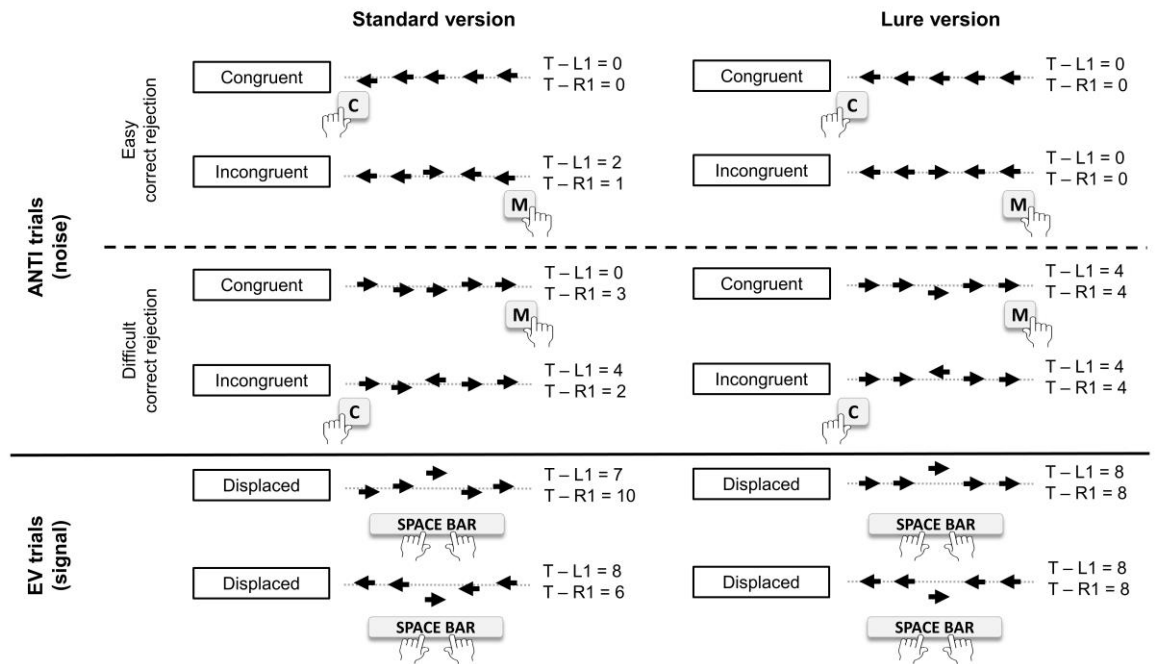 Standard version
Lure version
ANTI trials
(noise)
Easy
correct rejection
Congruent
T – L1 = 0
T – R1 = 0
C
Congruent
T – L1 = 0
T – R1 = 0
C
Incongruent
T – L1 = 2
T – R1 = 1
M
Incongruent
T – L1 = 0
T – R1 = 0
M
Difficult
correct rejection
Congruent
T – L1 = 0
T – R1 = 3
M
Congruent
T – L1 = 4
T – R1 = 4
M
Incongruent
T – L1 = 4
T – R1 = 2
C
Incongruent
T – L1 = 4
T – R1 = 4
C
EV trials
(signal)
Displaced
T – L1 = 7
T – R1 = 10
SPACE BAR
Displaced
T – L1 = 8
T – R1 = 8
SPACE BAR
Displaced
T – L1 = 8
T – R1 = 6
SPACE BAR
Displaced
T – L1 = 8
T – R1 = 8
SPACE BAR